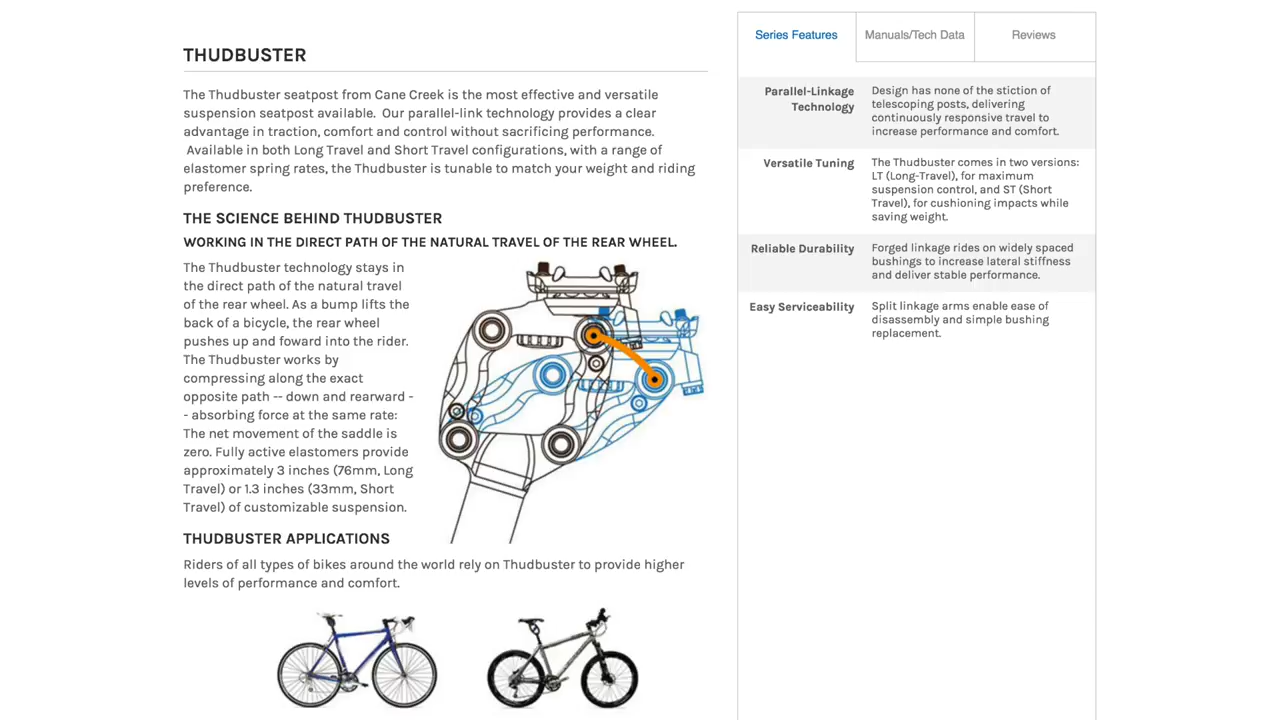 THUDBUSTER
The Thudbuster seatpost from Cane Creek is the most effective and versatile
suspension seatpost available.  Our parallel-link technology provides a clear
advantage in traction, comfort and control without sacrificing performance.
Available in both Long Travel and Short Travel configurations, with a range of
elastomer spring rates, the Thudbuster is tunable to match your weight and riding
preference.
THE SCIENCE BEHIND THUDBUSTER
WORKING IN THE DIRECT PATH OF THE NATURAL TRAVEL OF THE REAR WHEEL.
The Thudbuster technology stays in
the direct path of the natural travel
of the rear wheel. As a bump lifts the
back of a bicycle, the rear wheel
pushes up and foward into the rider.
The Thudbuster works by
compressing along the exact
opposite path -- down and rearward -
- absorbing force at the same rate:
The net movement of the saddle is
zero. Fully active elastomers provide
approximately 3 inches (76mm, Long
Travel) or 1.3 inches (33mm, Short
Travel) of customizable suspension.
THUDBUSTER APPLICATIONS
Riders of all types of bikes around the world rely on Thudbuster to provide higher
levels of performance and comfort.
Series Features
Manuals/Tech Data
Reviews
Parallel-Linkage
Technology
Design has none of the stiction of
telescoping posts, delivering
continuously responsive travel to
increase performance and comfort.
Versatile Tuning
The Thudbuster comes in two versions:
LT (Long-Travel), for maximum
suspension control, and ST (Short
Travel), for cushioning impacts while
saving weight.
Reliable Durability
Forged linkage rides on widely spaced
bushings to increase lateral stiffness
and deliver stable performance.
Easy Serviceability
Split linkage arms enable ease of
disassembly and simple bushing
replacement.